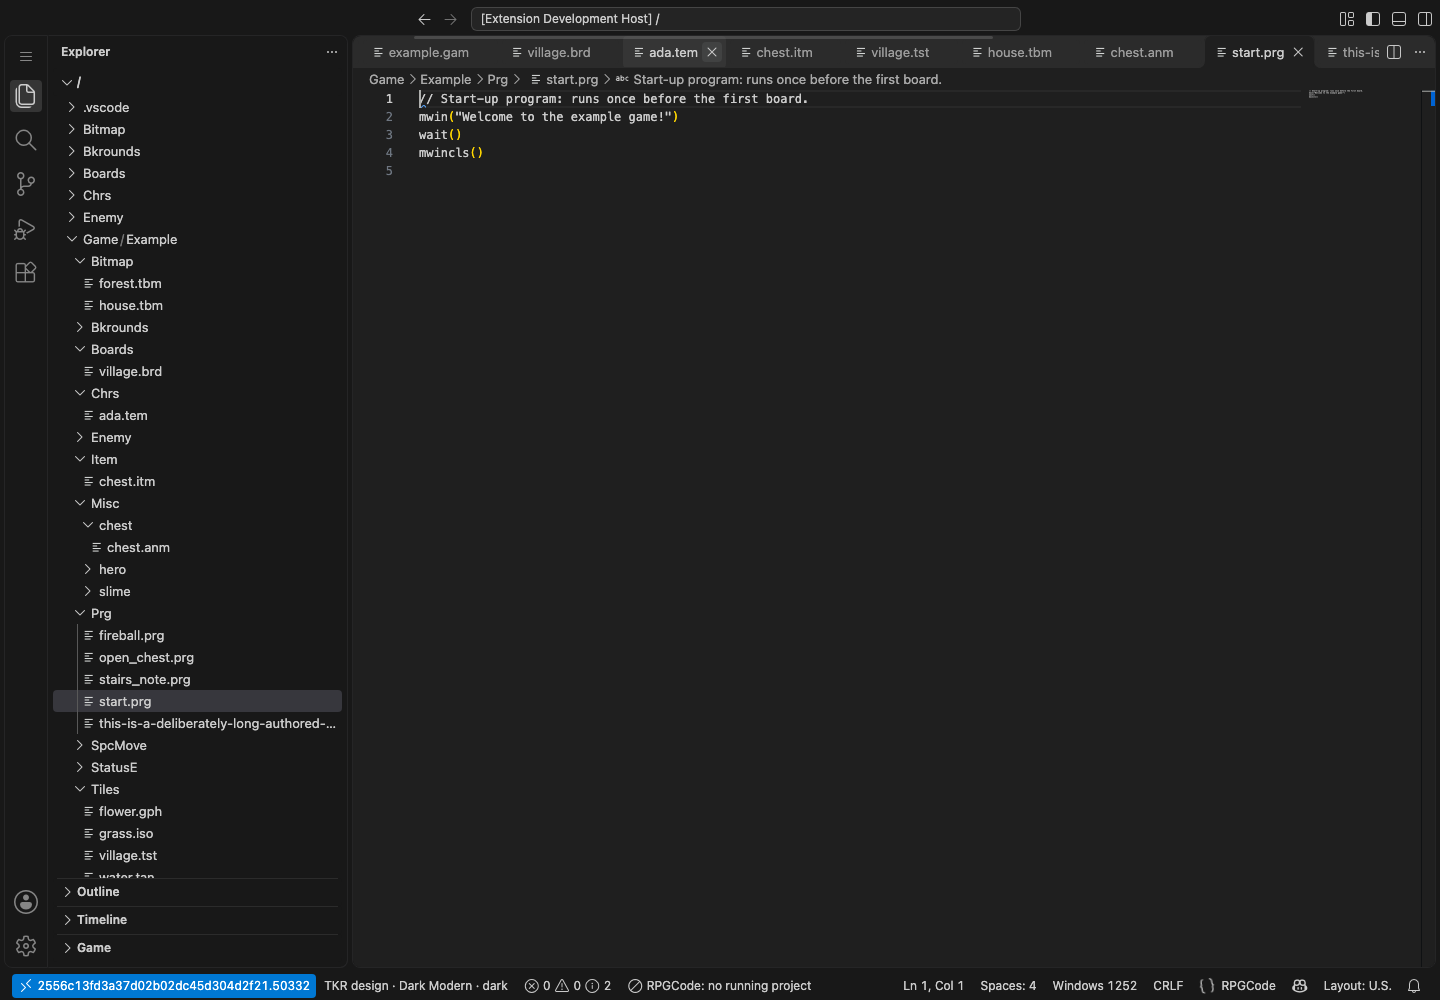 [Extension Development Host] /
Explorer
/
.vscode
Bitmap
Bkrounds
Boards
Chrs
Enemy
Game/Example
Bitmap
forest.tbm
house.tbm
Bkrounds
Boards
village.brd
Chrs
ada.tem
Enemy
Item
chest.itm
Misc
chest
chest.anm
hero
slime
Prg
fireball.prg
open_chest.prg
stairs_note.prg
start.prg
this-is-a-deliberately-long-authored-...
SpcMove
StatusE
Tiles
flower.gph
grass.iso
village.tst
water.tan
Outline
Timeline
Game
example.gam village.brd ada.tem chest.itm village.tst house.tbm chest.anm start.prg this-is
Game > Example > Prg > start.prg > abc Start-up program: runs once before the first board.
1 // Start-up program: runs once before the first board.
2 mwin("Welcome to the example game!")
3 wait()
4 mwincls()
5
2556c13fd3a37d02b02dc45d304d2f21.50332 TKR design · Dark Modern · dark 0 0 2 RPGCode: no running project Ln 1, Col 1 Spaces: 4 Windows 1252 CRLF { } RPGCode Layout: U.S.